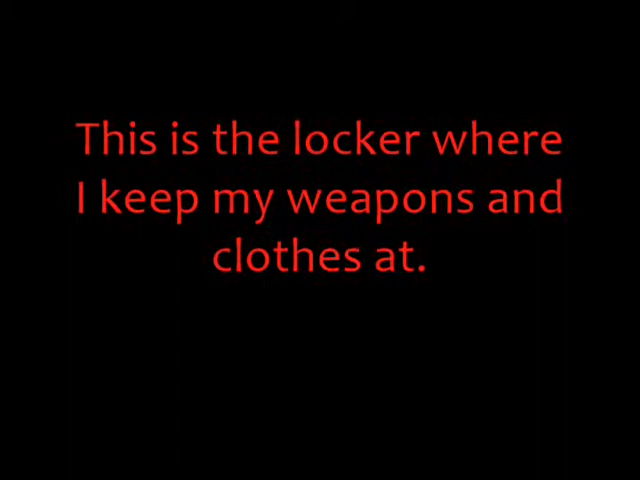 This is the locker where
I keep my weapons and
clothes at.